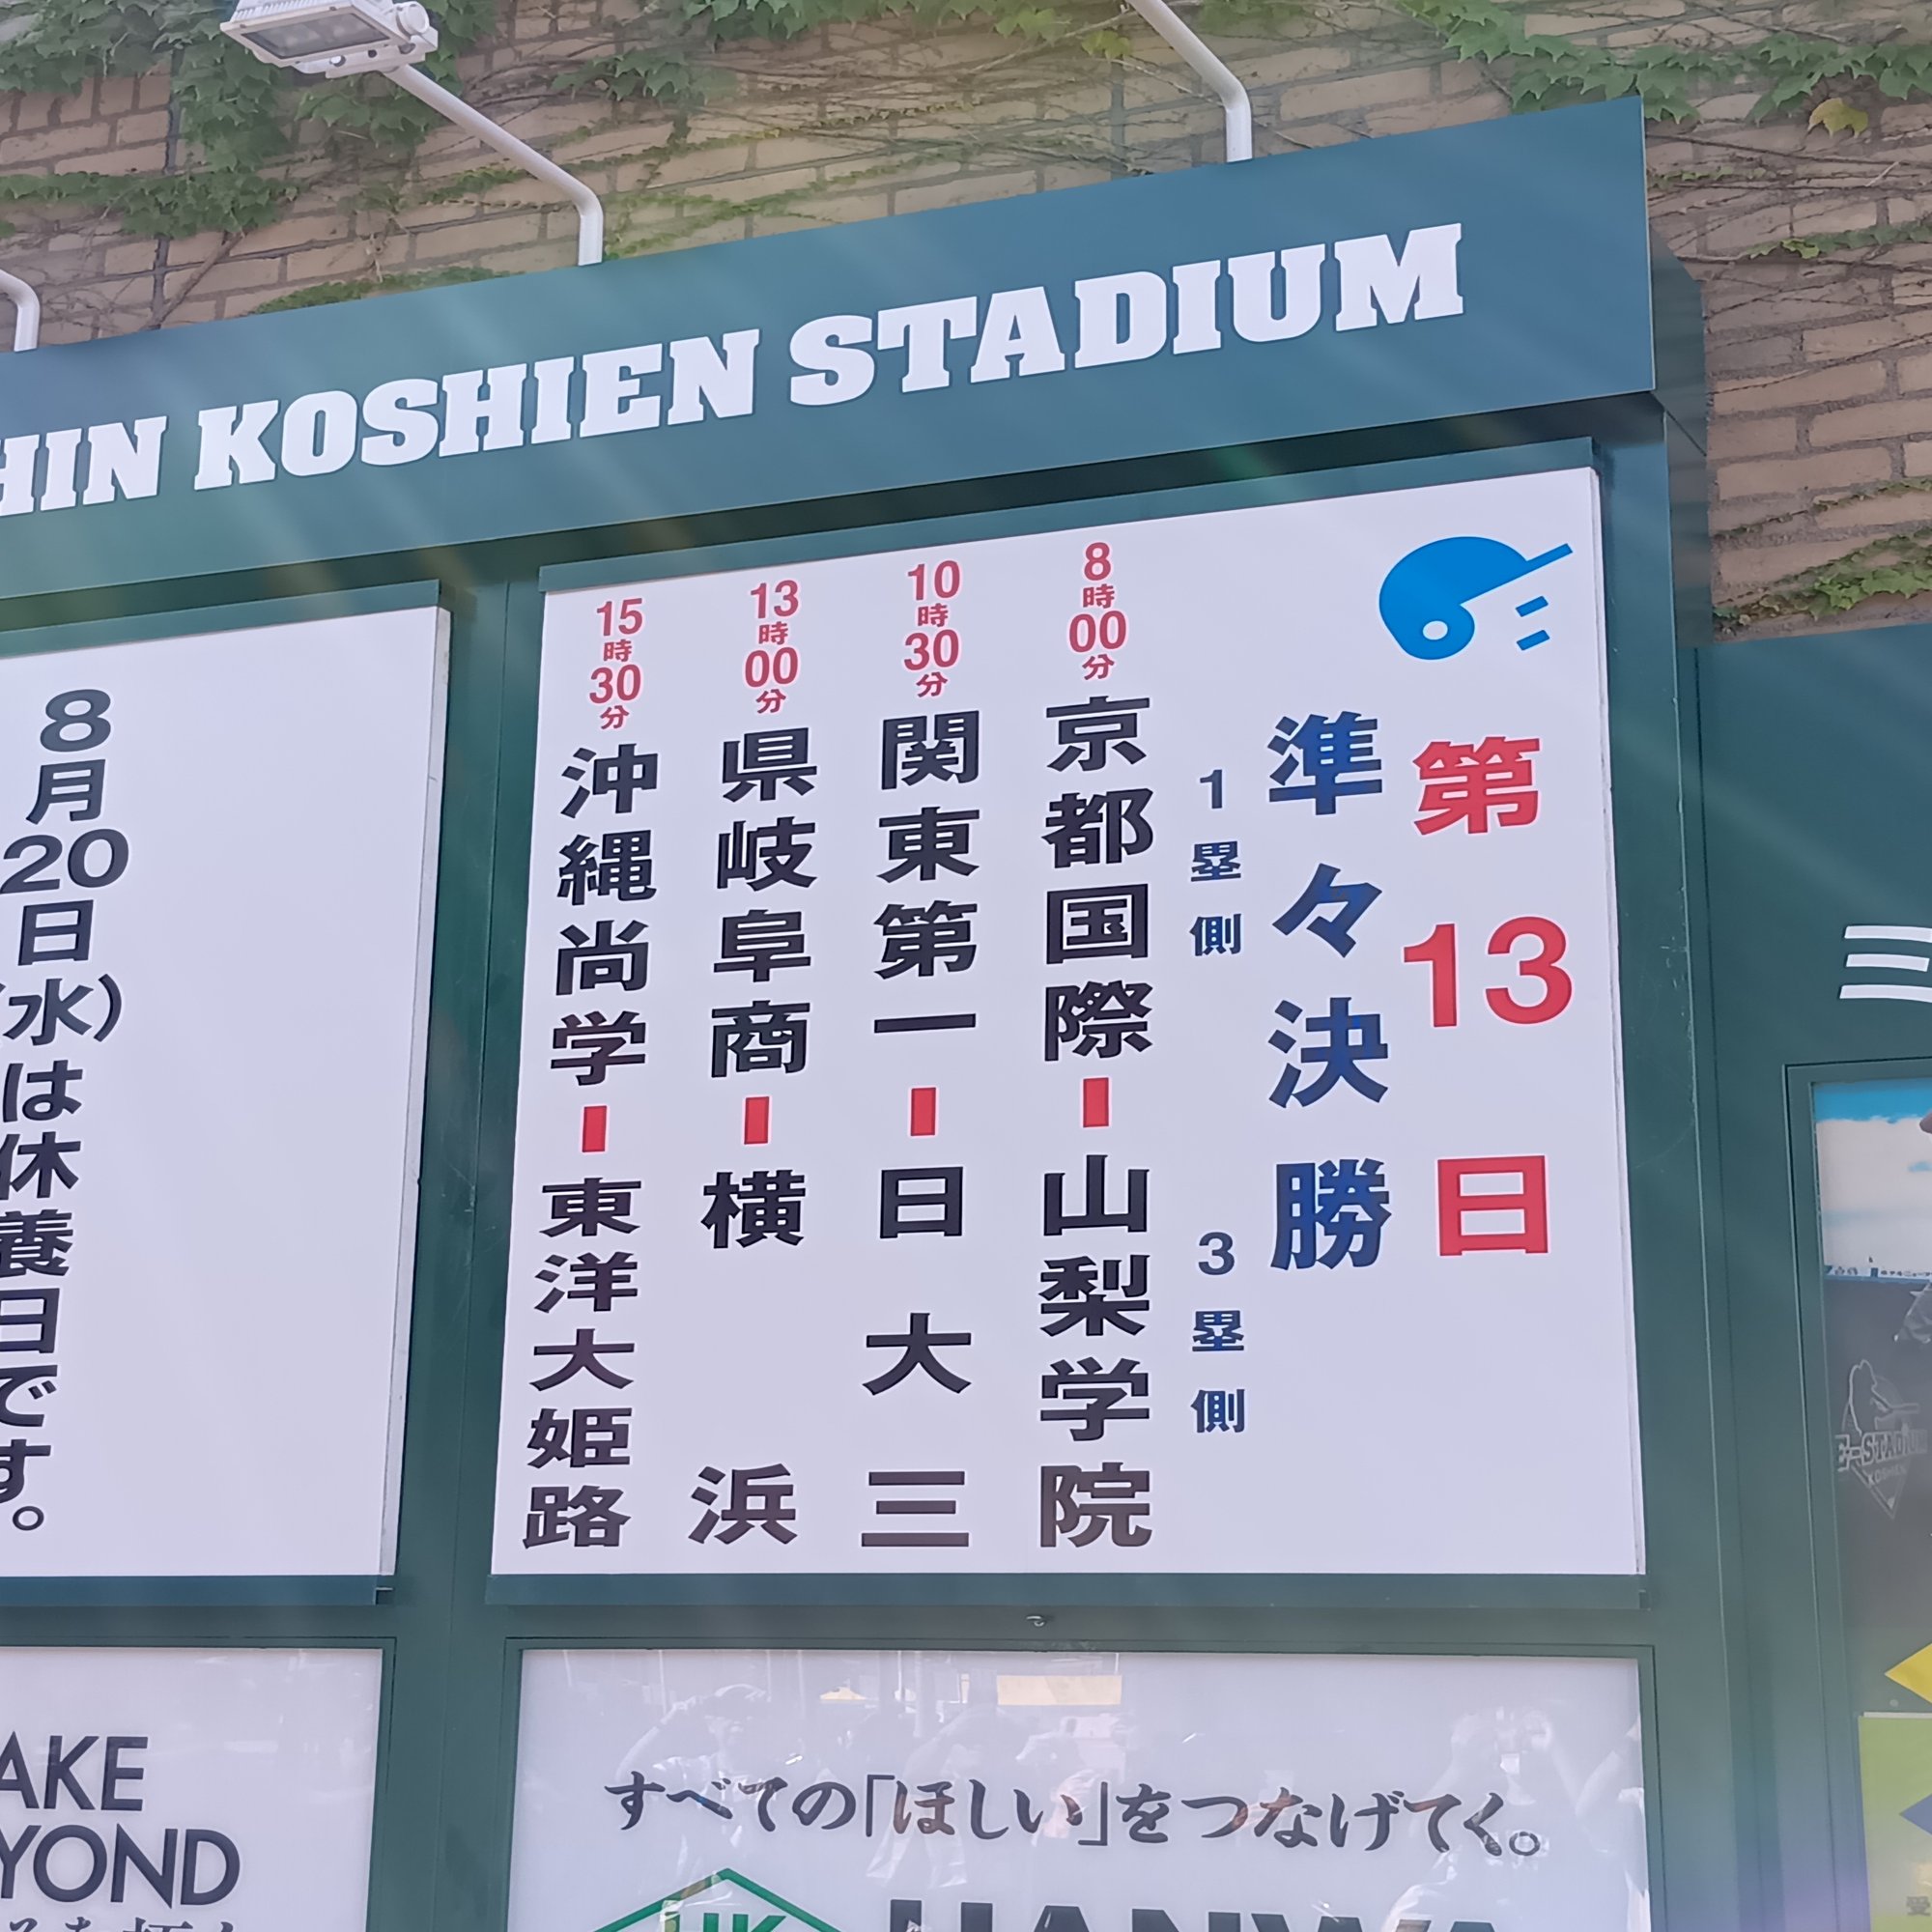 HIN KOSHIEN STADIUM
第13日
準々決勝
1塁側 3塁側
8時00分 京都国際 - 山梨学院
10時30分 関東第一 - 日大三
13時00分 県岐阜商 - 横浜
15時30分 沖縄尚学 - 東洋大姫路
8月20日(水)は休養日です。
すべての「ほしい」をつなげてく。
HK HANWA
AKE
YOND
三
E-STADIUM
KOSHIEN